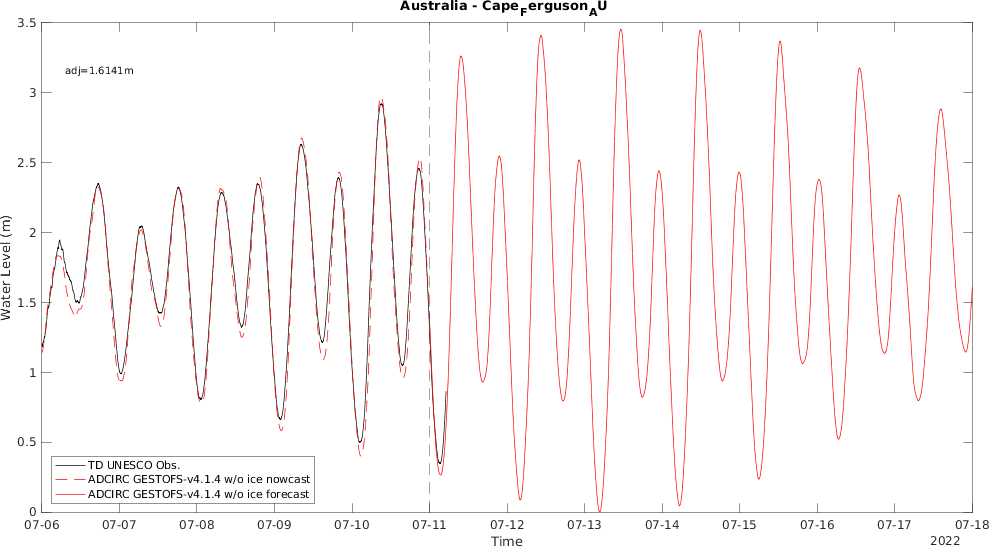 Australia - Cape_Ferguson_AU
adj=1.6141m
3.5
3
2.5
2
1.5
1
0.5
0
Water Level (m)
TD UNESCO Obs.
ADCIRC GESTOFS-v4.1.4 w/o ice nowcast
ADCIRC GESTOFS-v4.1.4 w/o ice forecast
07-06 07-07 07-08 07-09 07-10 07-11 07-12 07-13 07-14 07-15 07-16 07-17 07-18
Time
2022